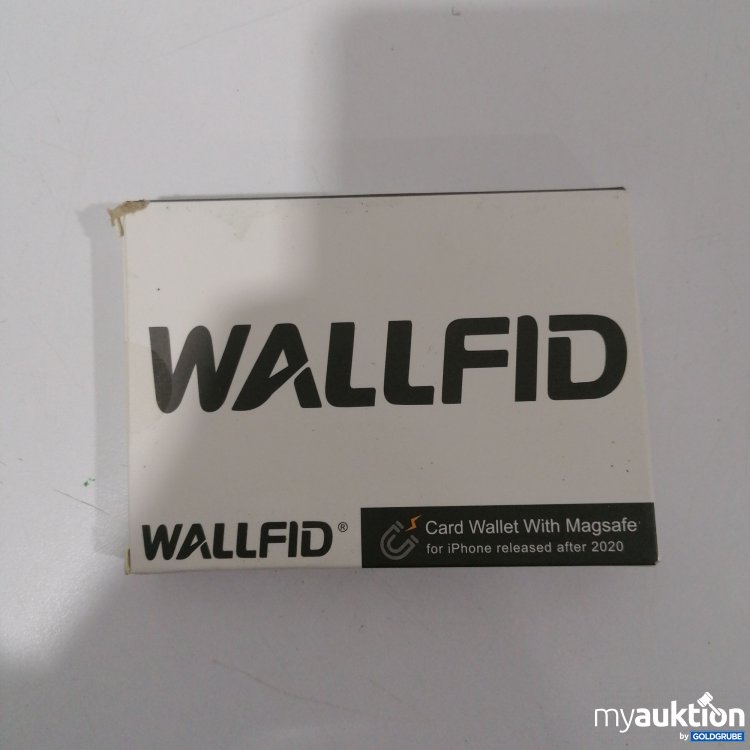 WALLFID
WALLFID®
Card Wallet With Magsafe
for iPhone released after 2020
myauktion
by GOLDGRUBE